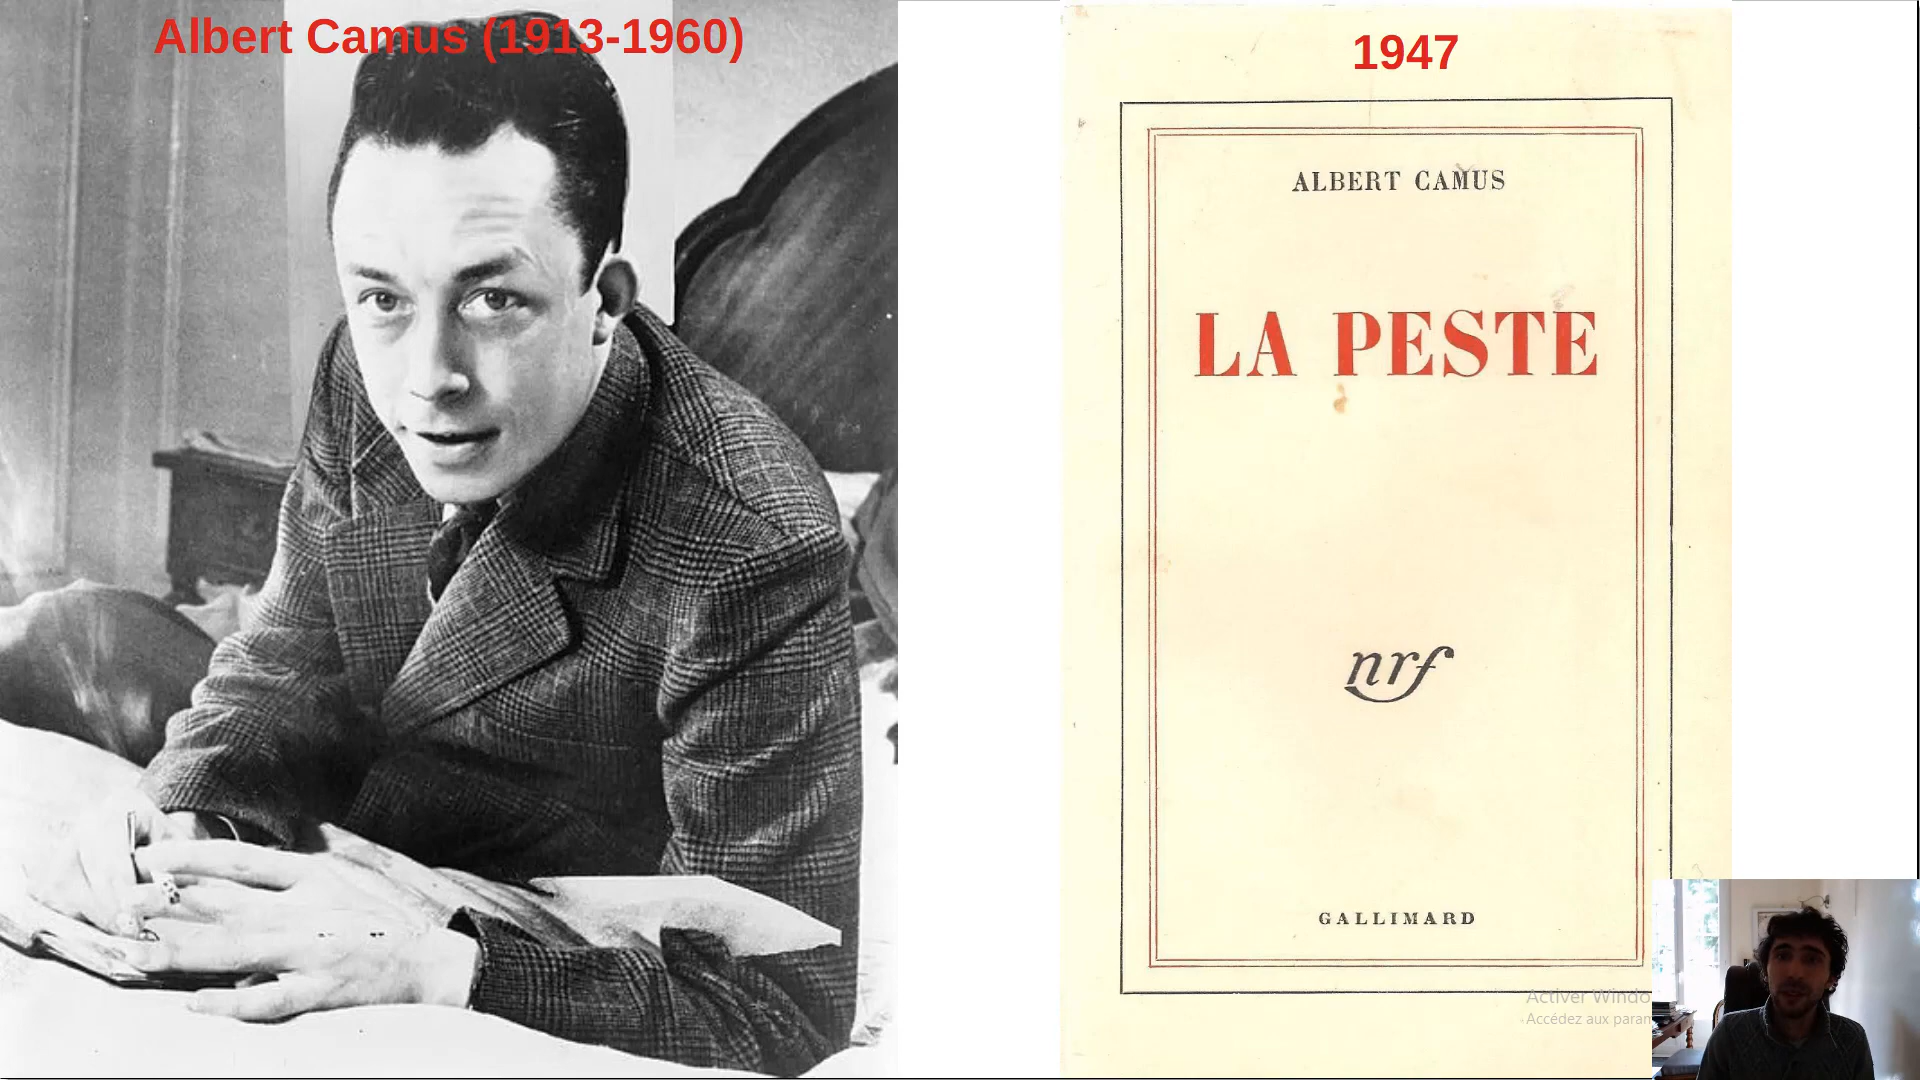 Albert Camus (1913-1960)
1947
ALBERT CAMUS
LA PESTE
nrf
GALLIMARD
Activer Windo
Accédez aux param